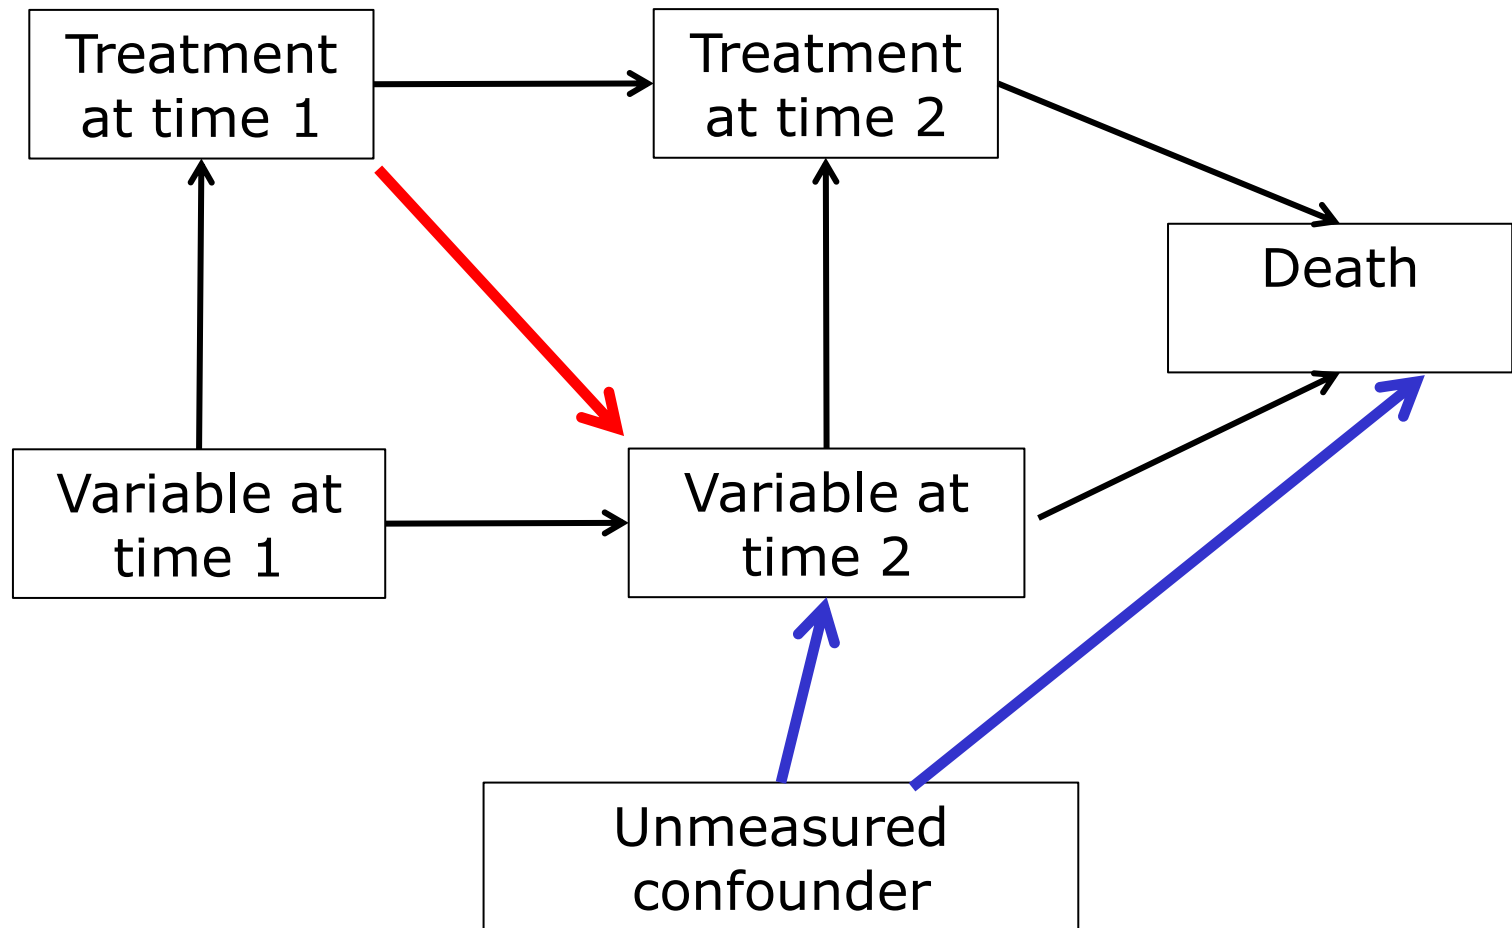 Treatment
at time 1
Treatment
at time 2
Death
Variable at
time 1
Variable at
time 2
Unmeasured
confounder